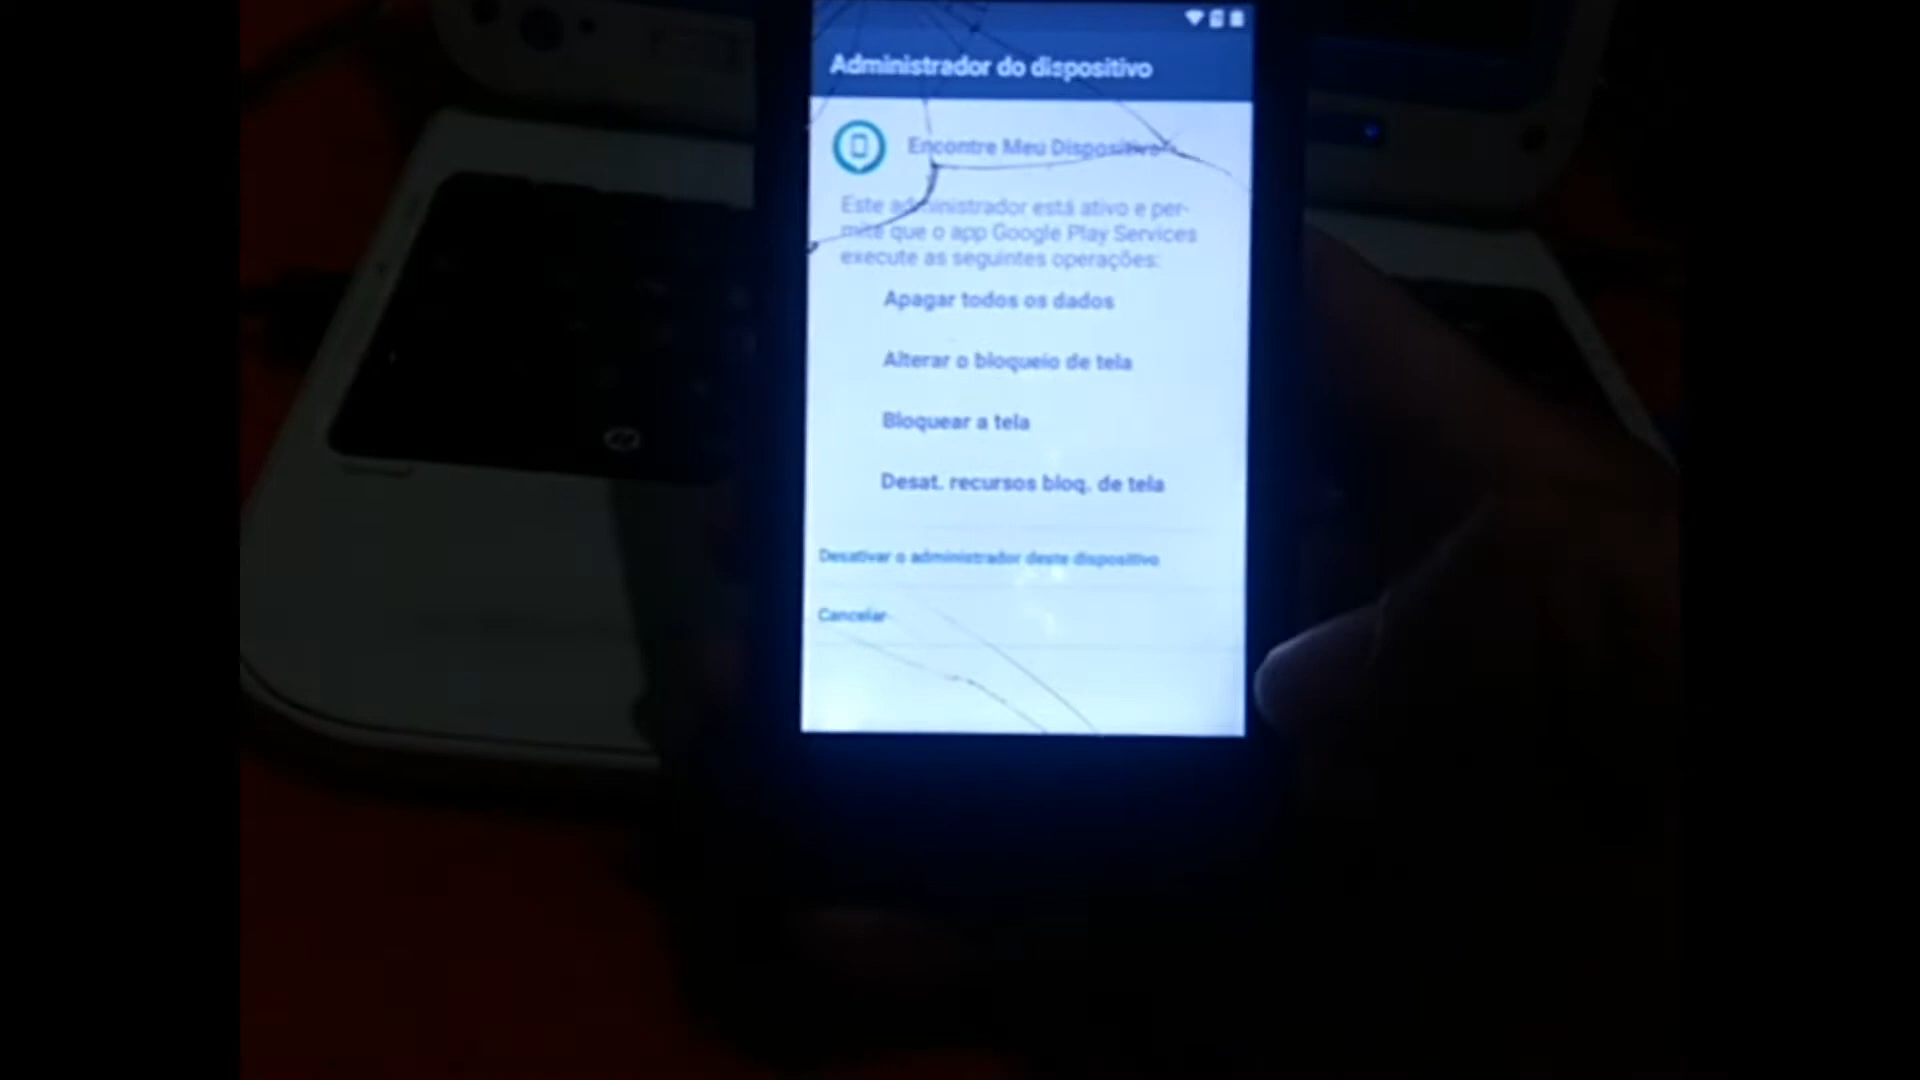 Administrador do dispositivo
Encontre Meu Dispositivo
Este administrador está ativo e per-
mite que o app Google Play Services
execute as seguintes operações:
Apagar todos os dados
Alterar o bloqueio de tela
Bloquear a tela
Desat. recursos bloq. de tela
Desativar o administrador deste dispositivo
Cancelar